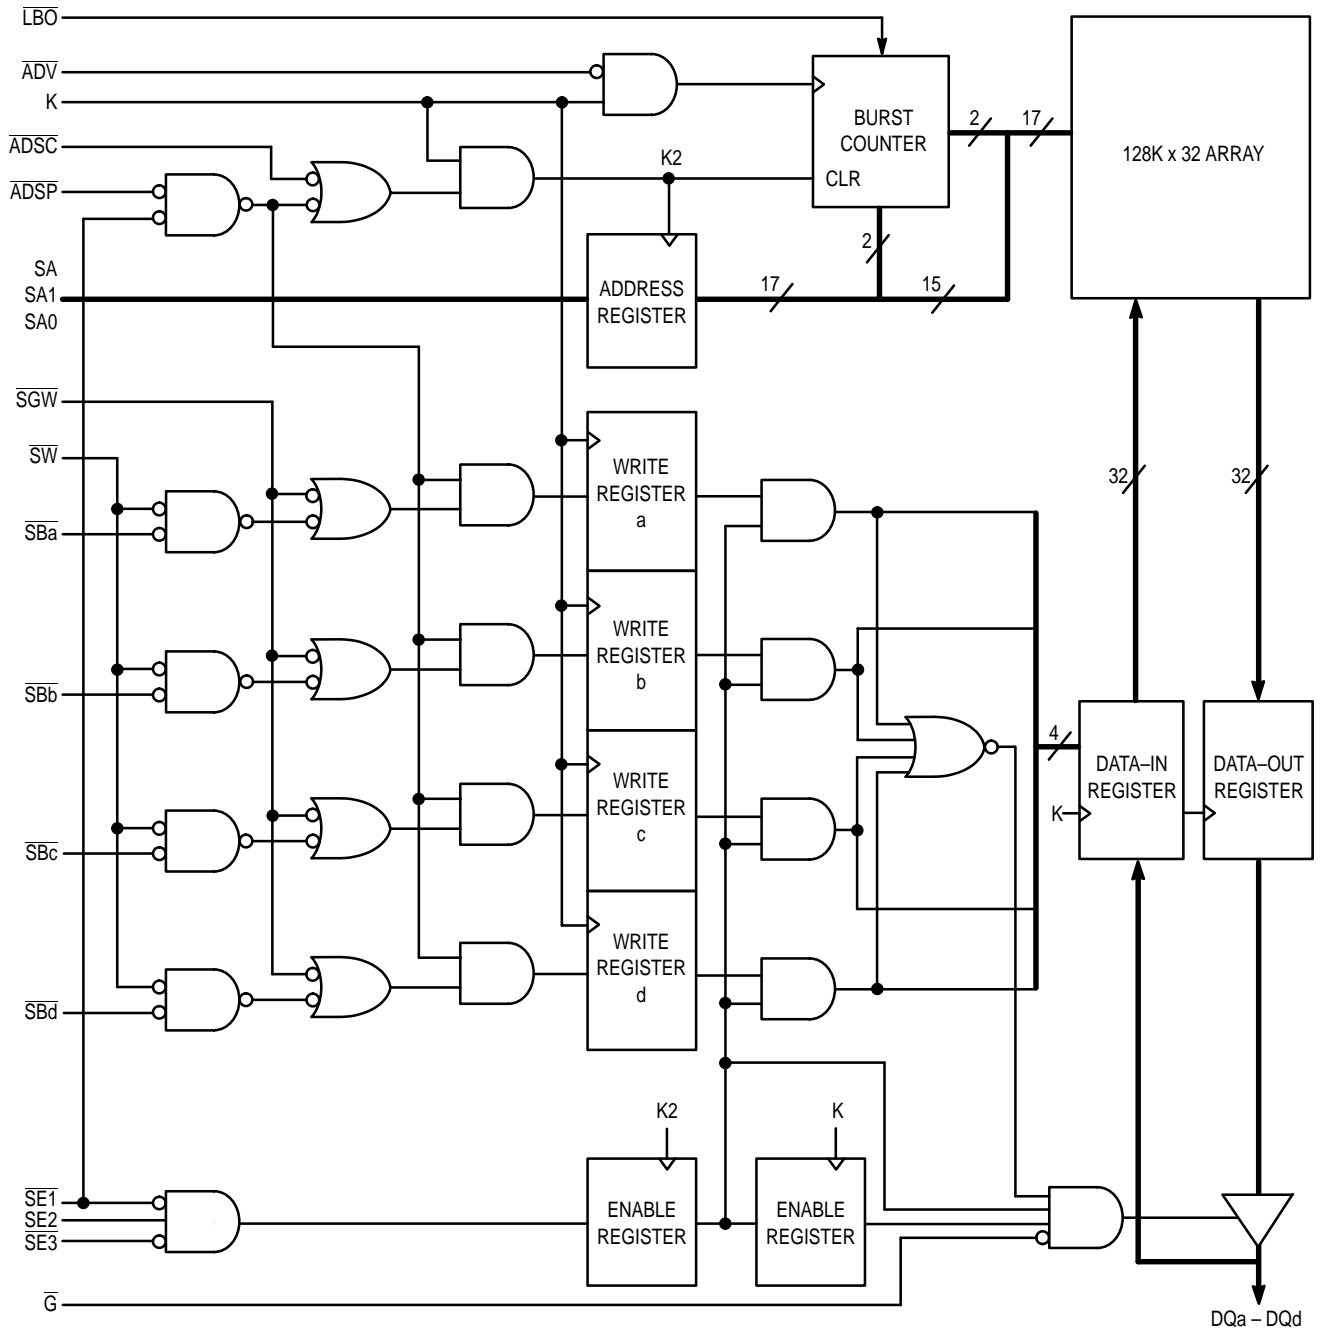 LBO
ADV
K
ADSC
ADSP
K2
BURST
COUNTER
CLR
2
17
128K x 32 ARRAY
2
SA
SA1
SA0
ADDRESS
REGISTER
17
15
SGW
SW
SBa
WRITE
REGISTER
a
32
32
SBb
WRITE
REGISTER
b
4
DATA–IN
REGISTER
K
DATA–OUT
REGISTER
SBc
WRITE
REGISTER
c
SBd
WRITE
REGISTER
d
K2
K
SE1
SE2
SE3
ENABLE
REGISTER
ENABLE
REGISTER
G
DQa – DQd